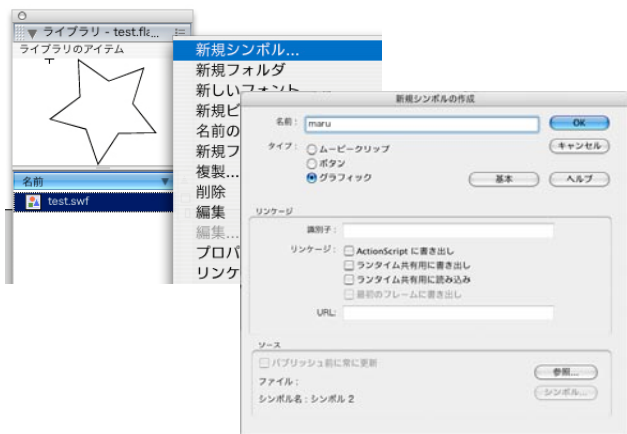 ライブラリ - test.fla...
ライブラリのアイテム
名前
test.swf
新規シンボル...
新規フォルダ
新しいフォント...
新規ビ
名前の
新規フ
複製...
削除
編集
編集...
プロパ
リンケ
新規シンボルの作成
名前： maru
OK
タイプ： ムービークリップ
キャンセル
ボタン
グラフィック
基本
ヘルプ
リンケージ
識別子：
リンケージ： ActionScript に書き出し
ランタイム共有用に書き出し
ランタイム共有用に読み込み
最初のフレームに書き出し
URL:
ソース
パブリッシュ前に常に更新
ファイル：
参照...
シンボル名：シンボル 2
シンボル...